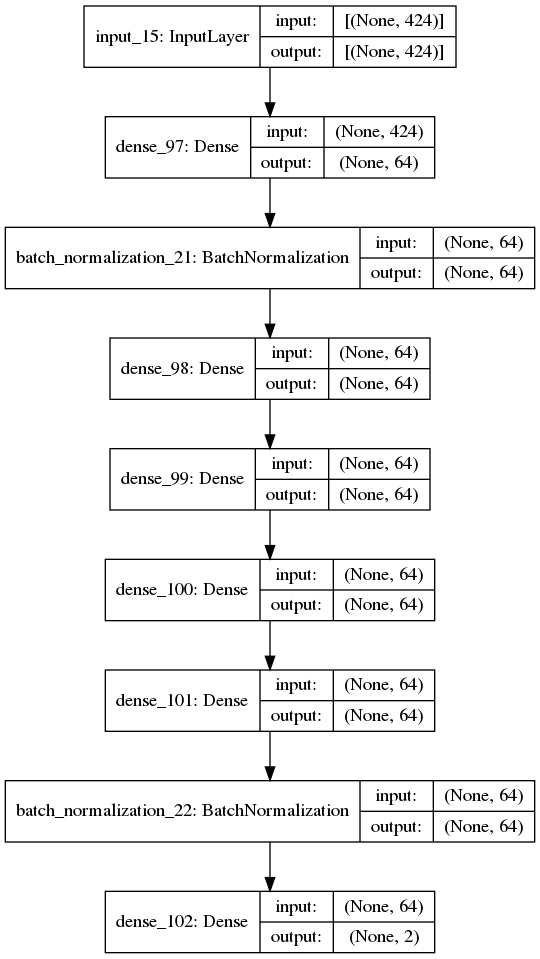 input_15: InputLayer
input:
[(None, 424)]
output:
[(None, 424)]
dense_97: Dense
input:
(None, 424)
output:
(None, 64)
batch_normalization_21: BatchNormalization
input:
(None, 64)
output:
(None, 64)
dense_98: Dense
input:
(None, 64)
output:
(None, 64)
dense_99: Dense
input:
(None, 64)
output:
(None, 64)
dense_100: Dense
input:
(None, 64)
output:
(None, 64)
dense_101: Dense
input:
(None, 64)
output:
(None, 64)
batch_normalization_22: BatchNormalization
input:
(None, 64)
output:
(None, 64)
dense_102: Dense
input:
(None, 64)
output:
(None, 2)